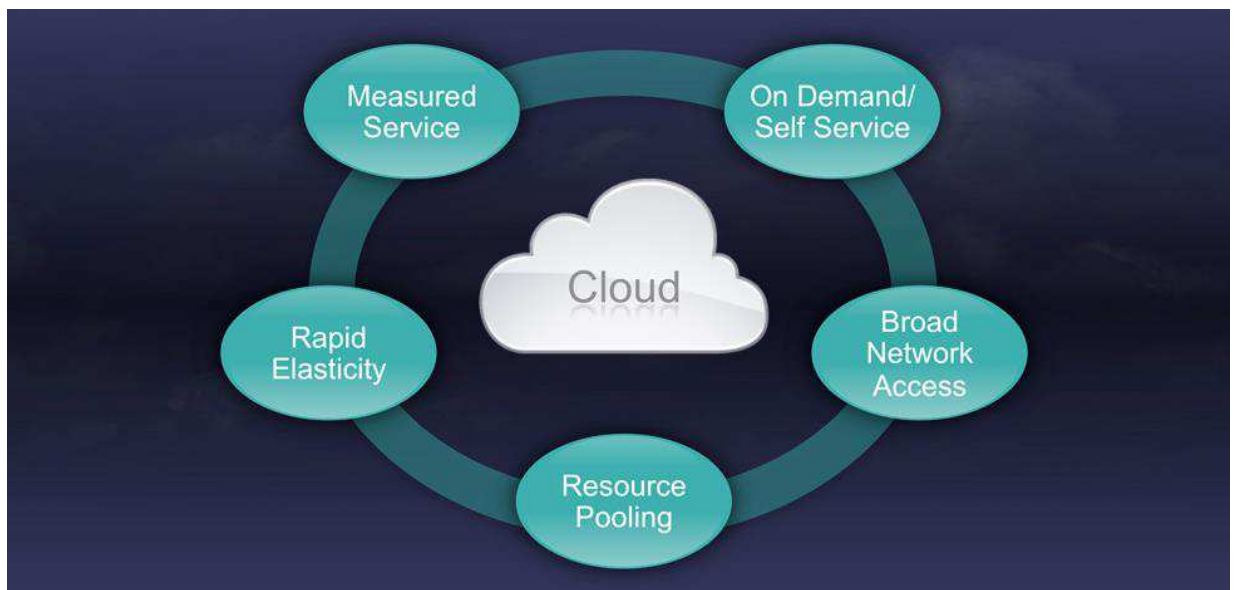 Measured
Service
On Demand/
Self Service
Cloud
Rapid
Elasticity
Broad
Network
Access
Resource
Pooling